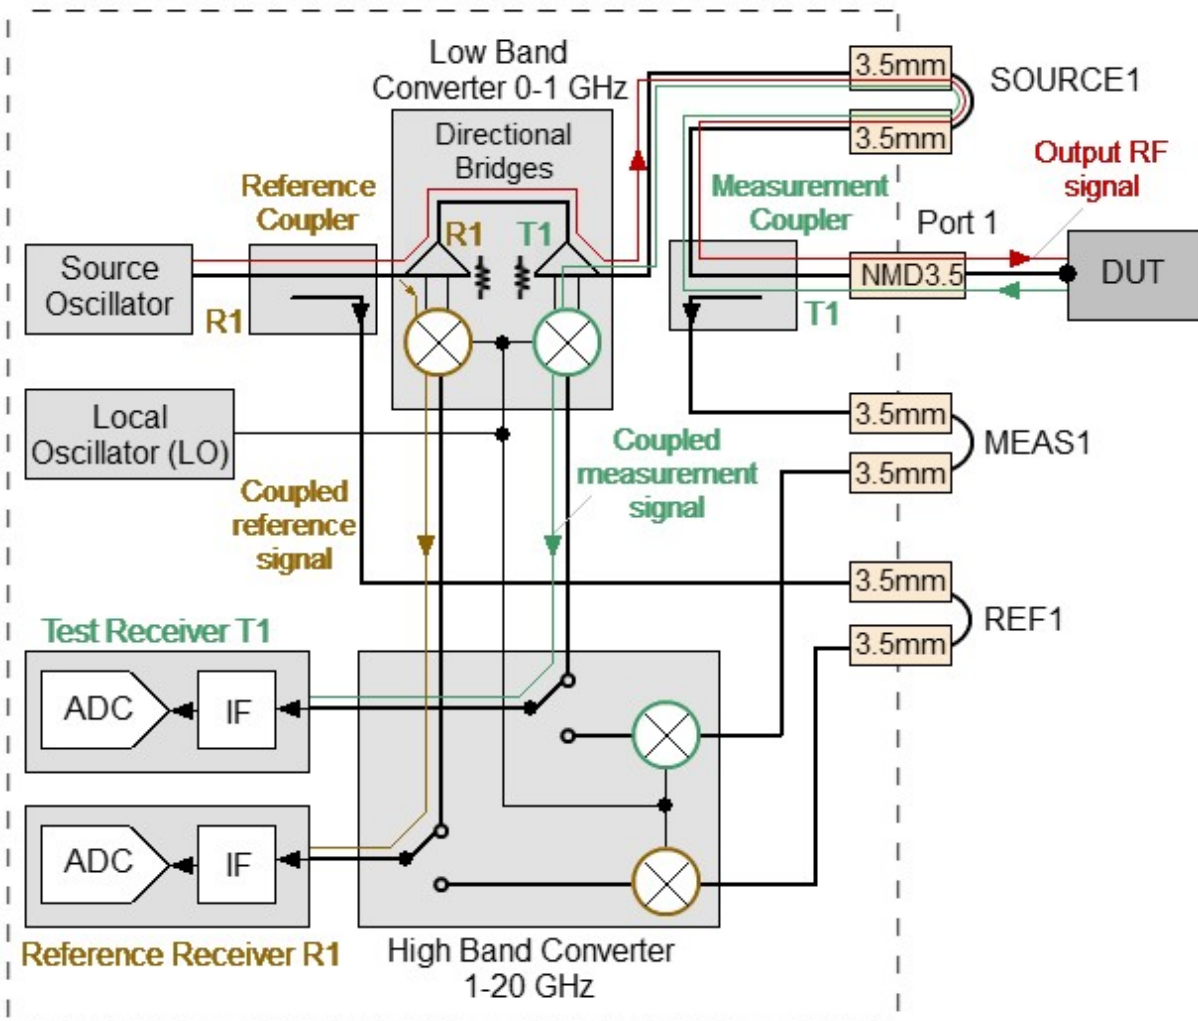 Low Band
Converter 0-1 GHz
Directional
Bridges
3.5mm
SOURCE1
3.5mm
Output RF
signal
Reference
Coupler
Measurement
Coupler
Port 1
R1
T1
Source
Oscillator
R1
NMD3.5
DUT
T1
Local
Oscillator (LO)
3.5mm
MEAS1
3.5mm
Coupled
measurement
signal
Coupled
reference
signal
3.5mm
REF1
3.5mm
Test Receiver T1
ADC
IF
ADC
IF
Reference Receiver R1
High Band Converter
1-20 GHz